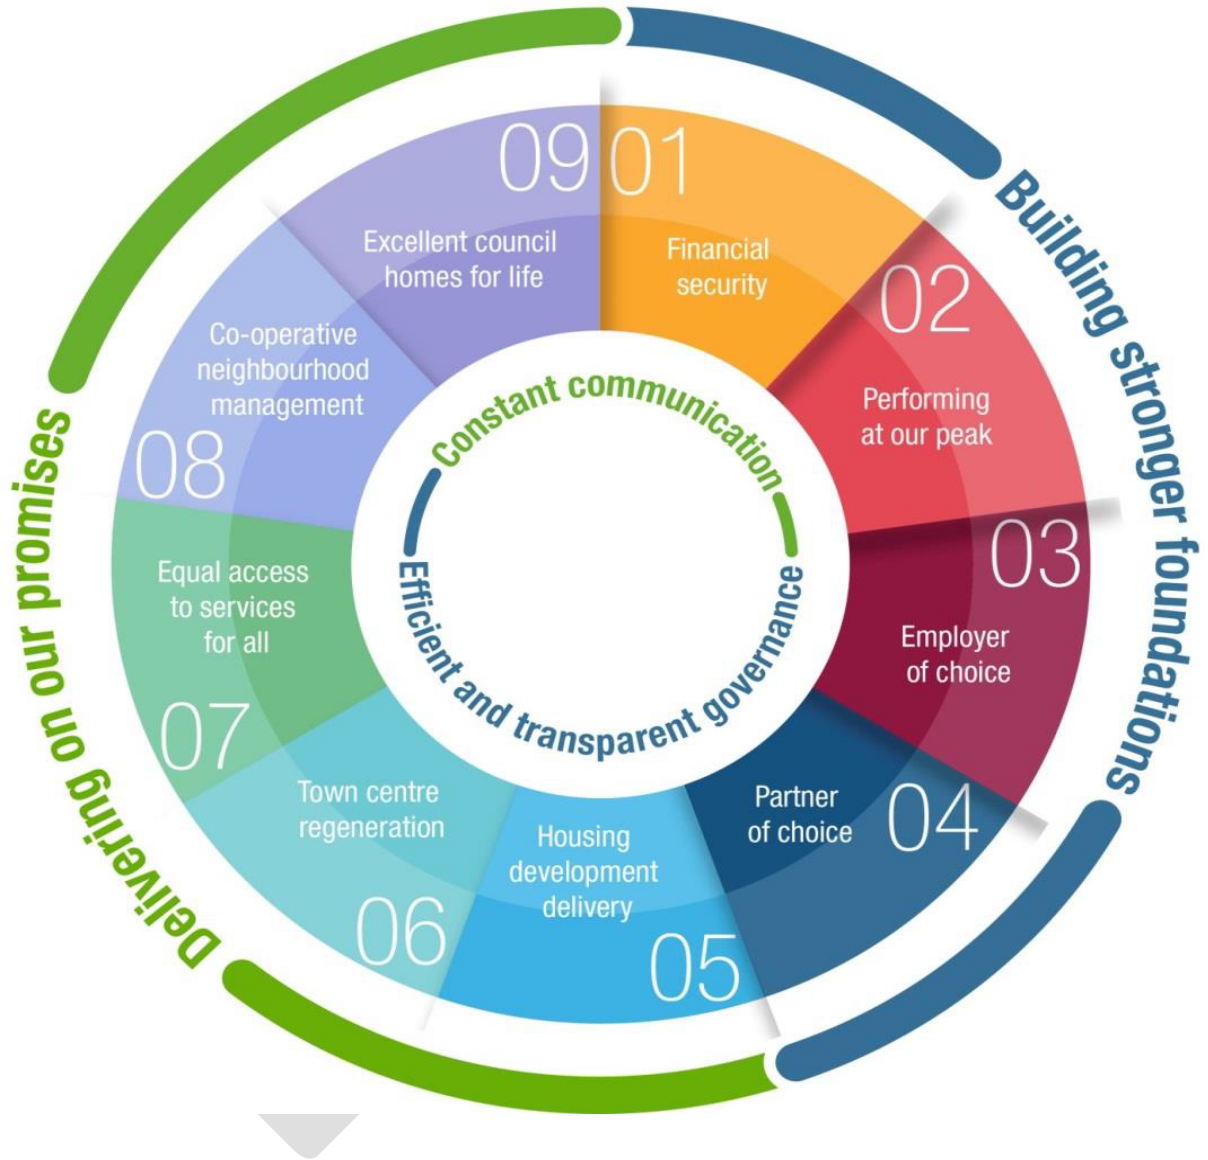 01
Financial
security
02
Performing
at our peak
03
Employer
of choice
04
Partner
of choice
05
Housing
development
delivery
06
Town centre
regeneration
07
Equal access
to services
for all
08
Co-operative
neighbourhood
management
09
Excellent council
homes for life
Building stronger foundations
Delivering on our promises
Constant communication
Efficient and transparent governance